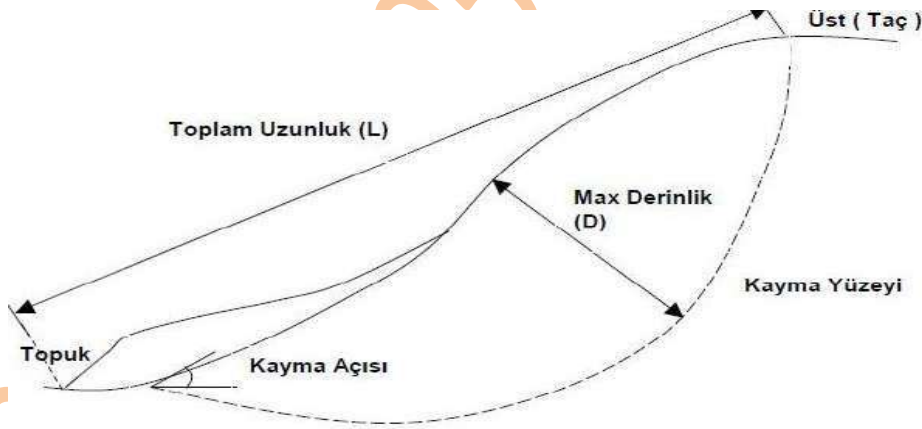 Üst ( Taç )
Toplam Uzunluk (L)
Max Derinlik
(D)
Kayma Yüzeyi
Topuk
Kayma Açısı